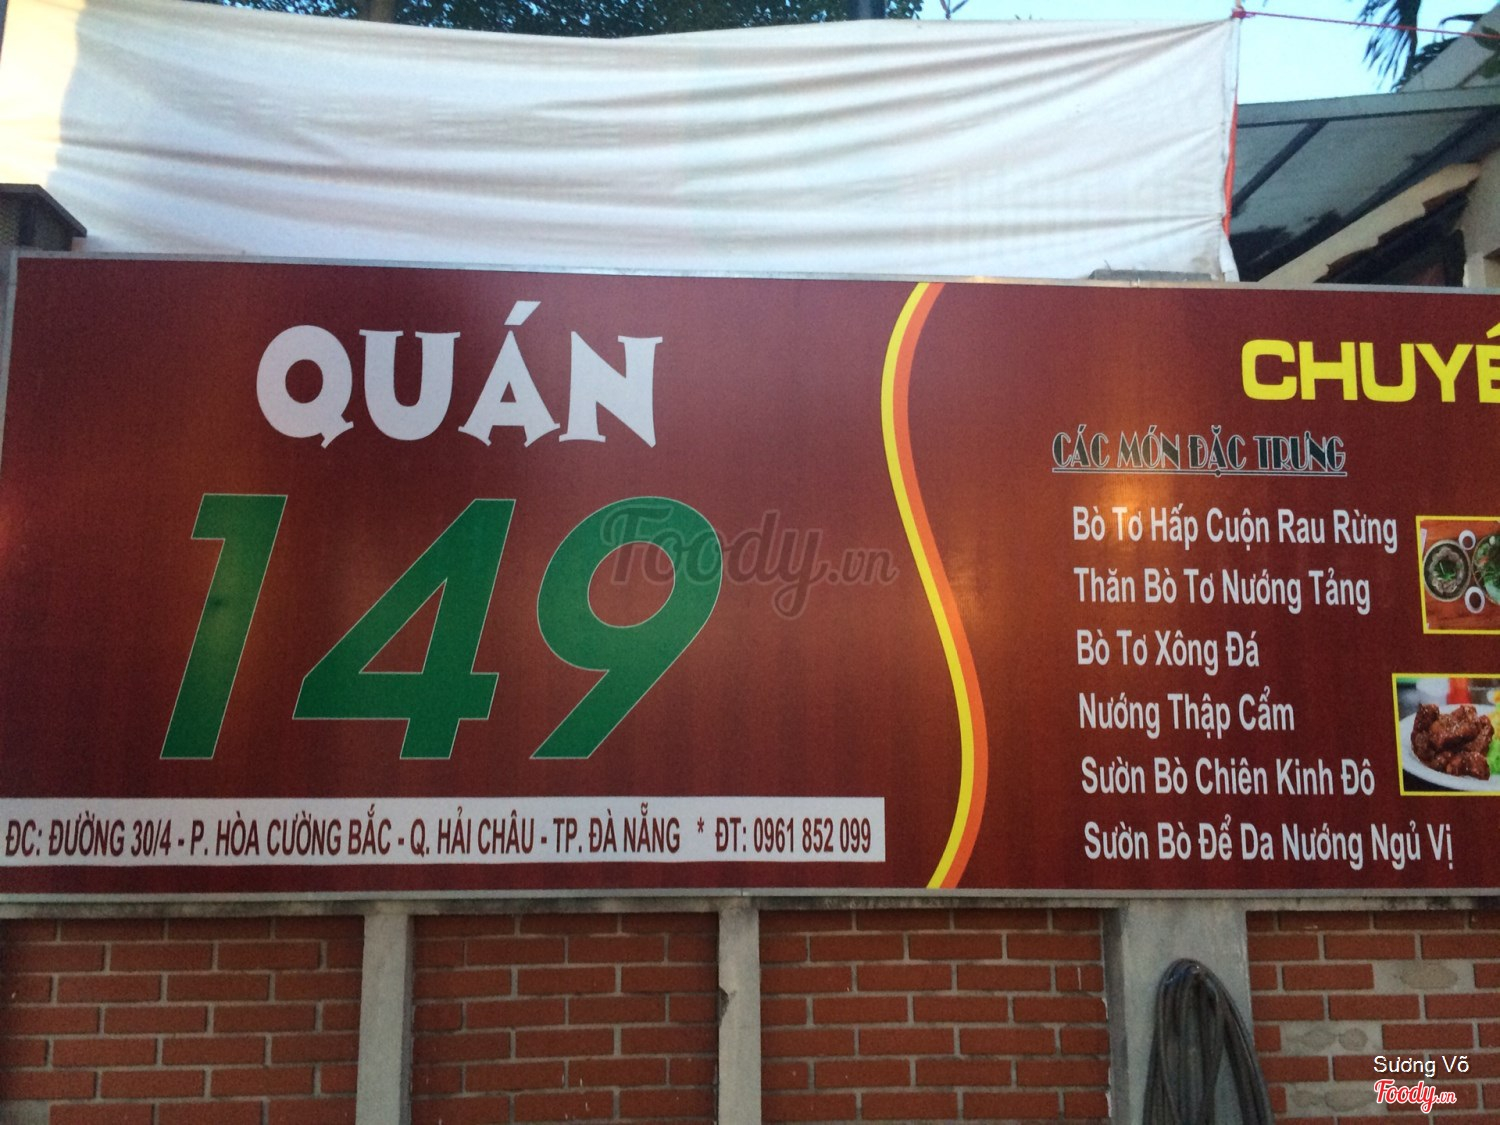 QUÁN
149
ĐC: ĐƯỜNG 30/4 - P. HÒA CƯỜNG BẮC - Q. HẢI CHÂU - TP. ĐÀ NẴNG * ĐT: 0961 852 099
CHUYÊ
CÁC MÓN ĐẶC TRƯNG
Bò Tơ Hấp Cuộn Rau Rừng
Thăn Bò Tơ Nướng Tảng
Bò Tơ Xông Đá
Nướng Thập Cẩm
Sườn Bò Chiên Kinh Đô
Sườn Bò Để Da Nướng Ngủ Vị
Foody.vn
Sương Võ
Foody.vn